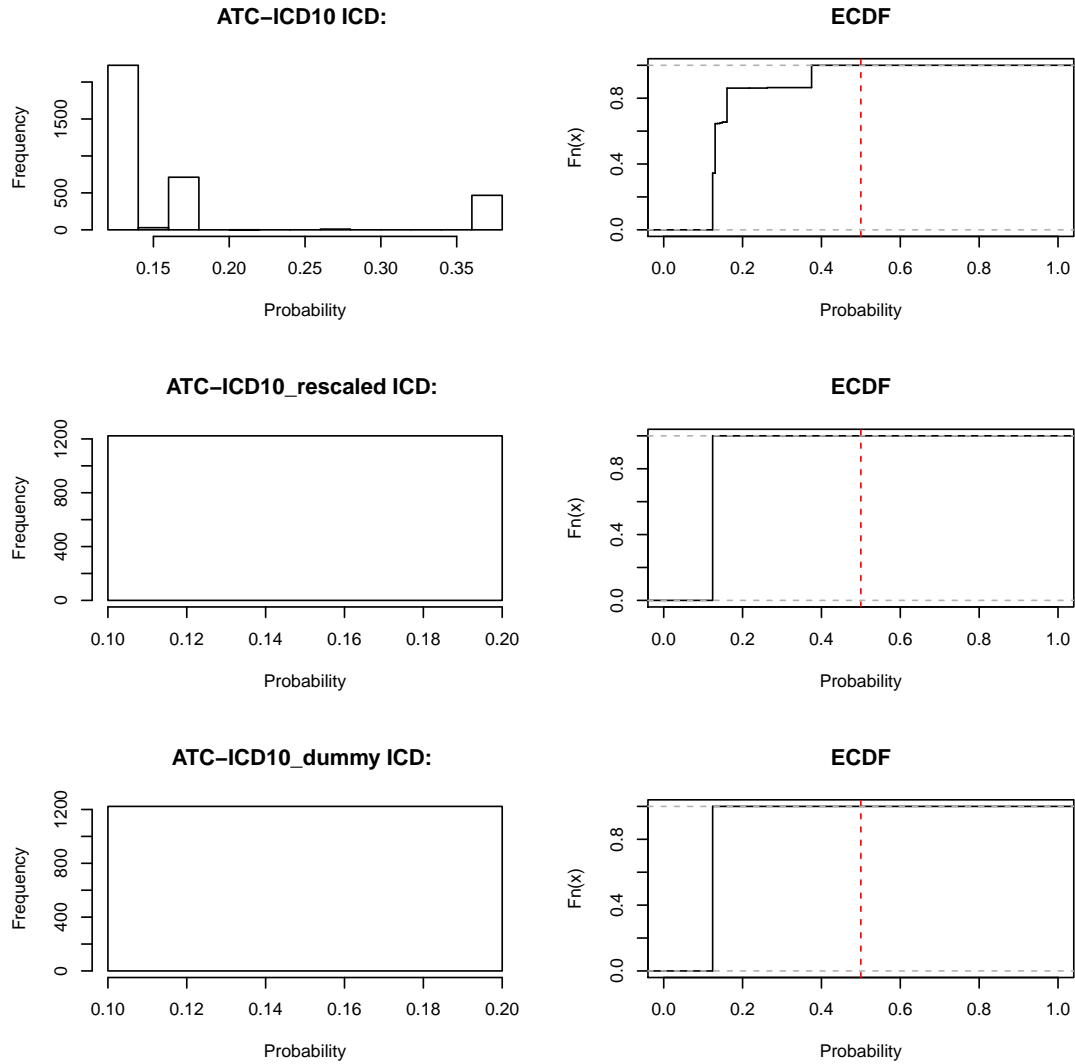 ATC−ICD10 ICD:
Frequency
0 500 1500
0.15 0.20 0.25 0.30 0.35
Probability
ECDF
Fn(x)
0.0 0.4 0.8
0.0 0.2 0.4 0.6 0.8 1.0
Probability
ATC−ICD10_rescaled ICD:
Frequency
0 400 800 1200
0.10 0.12 0.14 0.16 0.18 0.20
Probability
ECDF
Fn(x)
0.0 0.4 0.8
0.0 0.2 0.4 0.6 0.8 1.0
Probability
ATC−ICD10_dummy ICD:
Frequency
0 400 800 1200
0.10 0.12 0.14 0.16 0.18 0.20
Probability
ECDF
Fn(x)
0.0 0.4 0.8
0.0 0.2 0.4 0.6 0.8 1.0
Probability